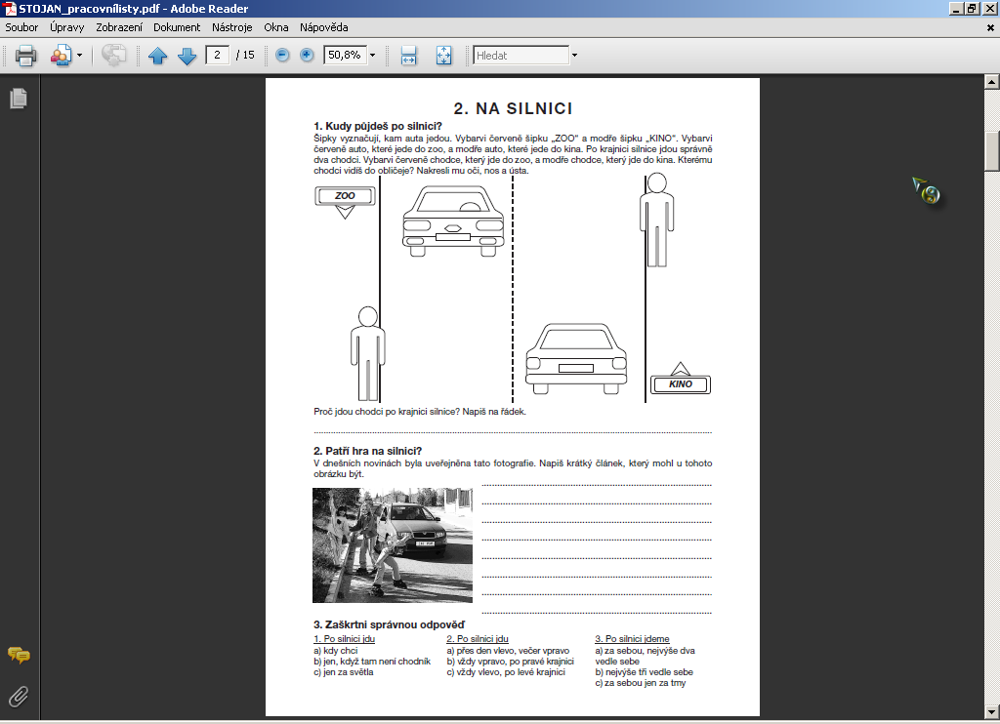 STOJAN_pracovnílisty.pdf - Adobe Reader
Soubor Úpravy Zobrazení Dokument Nástroje Okna Nápověda
2 / 15 50,8% Hledat
2. NA SILNICI
1. Kudy půjdeš po silnici?
Šipky vyznačují, kam auta jedou. Vybarvi červeně šipku „ZOO“ a modře šipku „KINO“. Vybarvi
červeně auto, které jede do zoo, a modře auto, které jede do kina. Po krajnici silnice jdou správně
dva chodci. Vybarvi červeně chodce, který jde do zoo, a modře chodce, který jde do kina. Kterému
chodci vidíš do obličeje? Nakresli mu oči, nos a ústa.
ZOO
KINO
Proč jdou chodci po krajnici silnice? Napiš na řádek.
2. Patří hra na silnici?
V dnešních novinách byla uveřejněna tato fotografie. Napiš krátký článek, který mohl u tohoto
obrázku být.
3. Zaškrtni správnou odpověď
1. Po silnici jdu
a) kdy chci
b) jen, když tam není chodník
c) jen za světla
2. Po silnici jdu
a) přes den vlevo, večer vpravo
b) vždy vpravo, po pravé krajnici
c) vždy vlevo, po levé krajnici
3. Po silnici jdeme
a) za sebou, nejvýše dva
vedle sebe
b) nejvýše tři vedle sebe
c) za sebou jen za tmy